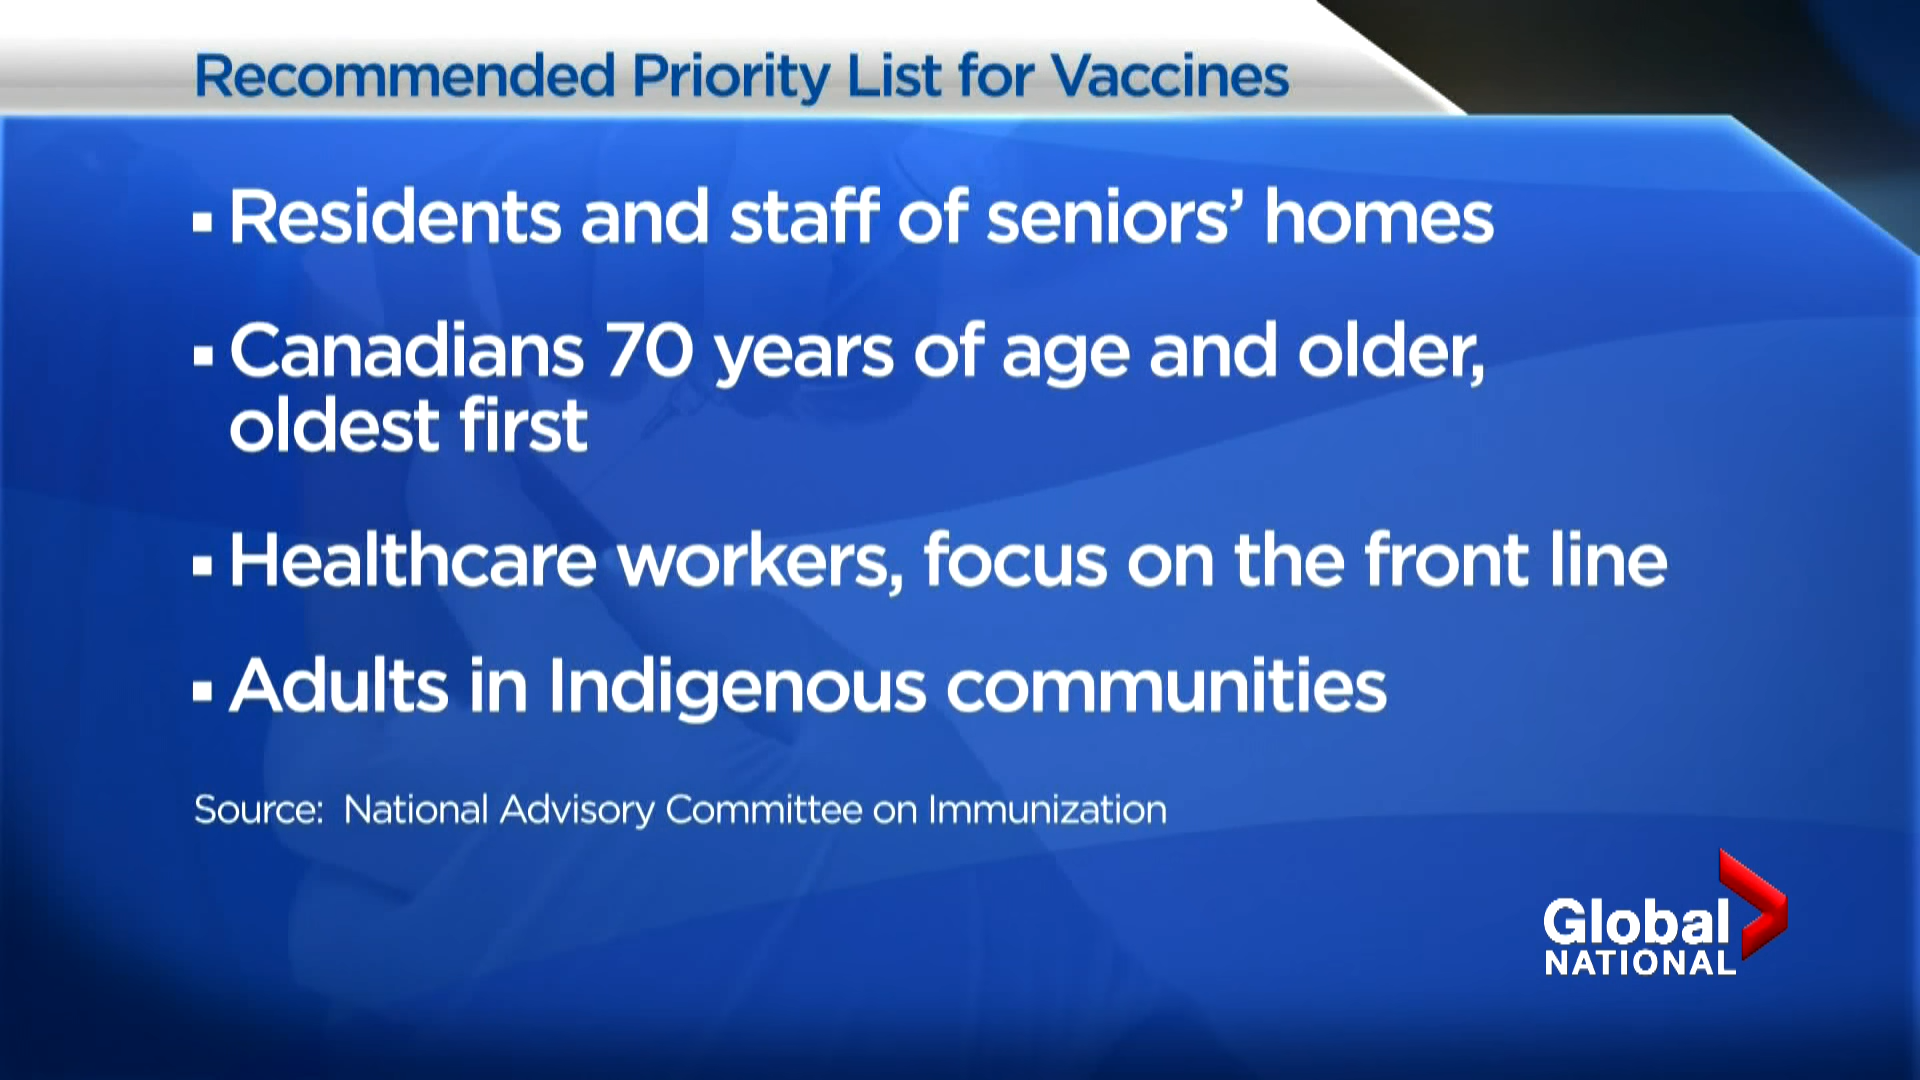 Recommended Priority List for Vaccines
▪ Residents and staff of seniors’ homes
▪ Canadians 70 years of age and older,
oldest first
▪ Healthcare workers, focus on the front line
▪ Adults in Indigenous communities
Source: National Advisory Committee on Immunization
Global
NATIONAL